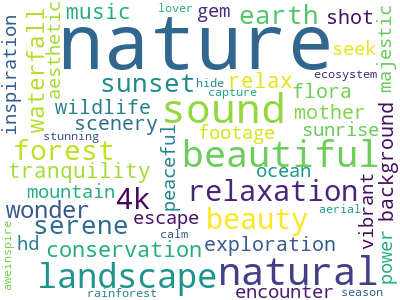 lover
music
gem
earth
shot
nature
inspiration
waterfall
aesthetic
sunset
hide
relax
ecosystem
seek
majestic
capture
wildlife
sound
flora
mother
scenery
footage
sunrise
background
stunning
forest
peaceful
beautiful
tranquility
ocean
mountain
4k
relaxation
vibrant
wonder
serene
escape
beauty
aerial
power
hd
conservation
calm
exploration
aweinspire
landscape
natural
rainforest
encounter
season